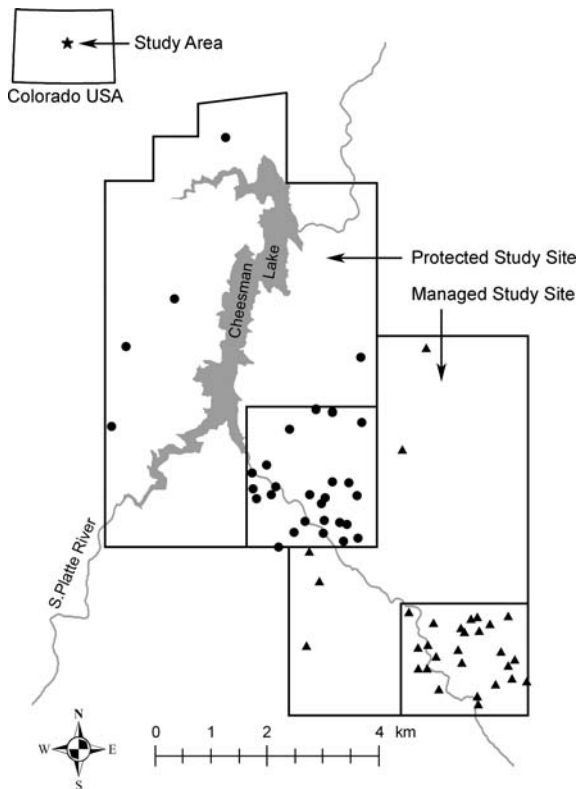 Study Area
Colorado USA
Protected Study Site
Managed Study Site
Cheesman
Lake
S.Platte River
N
W E
S
0 1 2 4 km